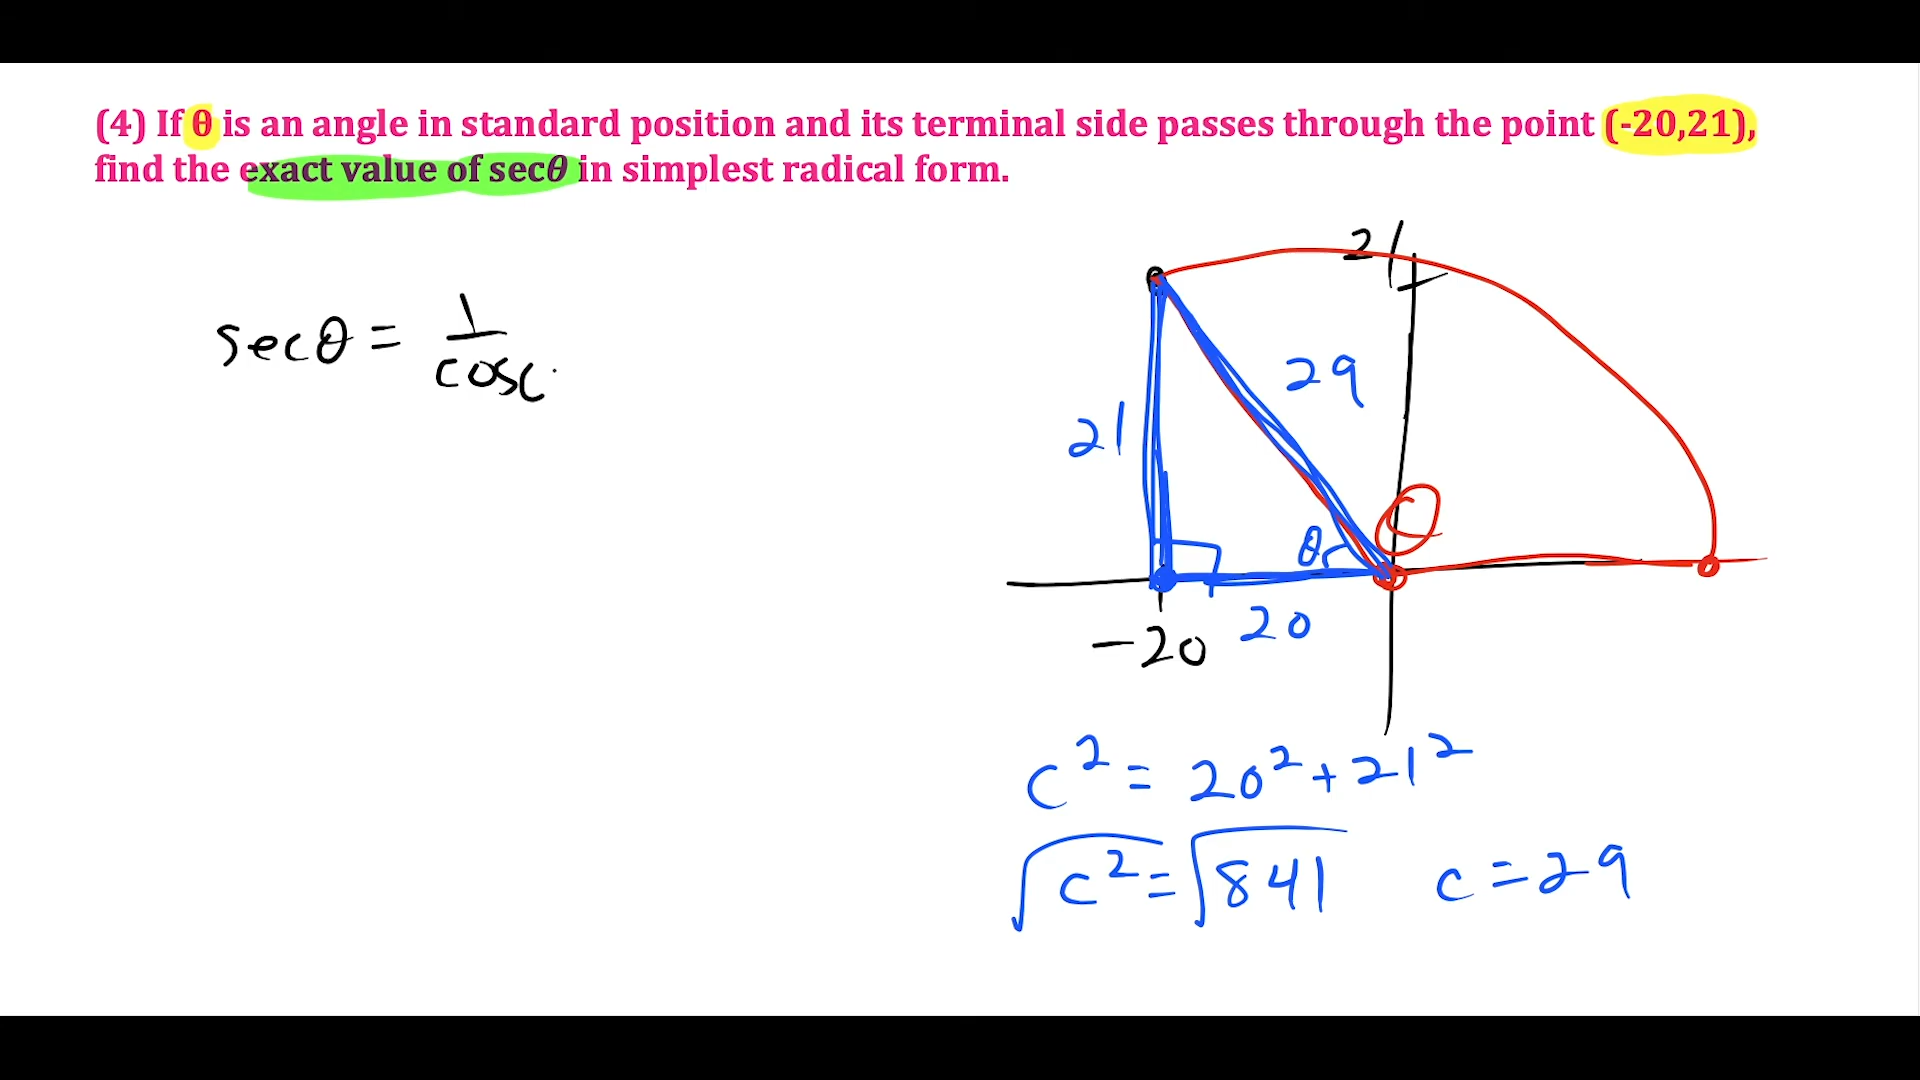 (4) If θ is an angle in standard position and its terminal side passes through the point (-20,21),
find the exact value of secθ in simplest radical form.
21
secθ = 1/cos
29
21
θ
20
-20
c² = 20² + 21²
√c² = √841
c = 29